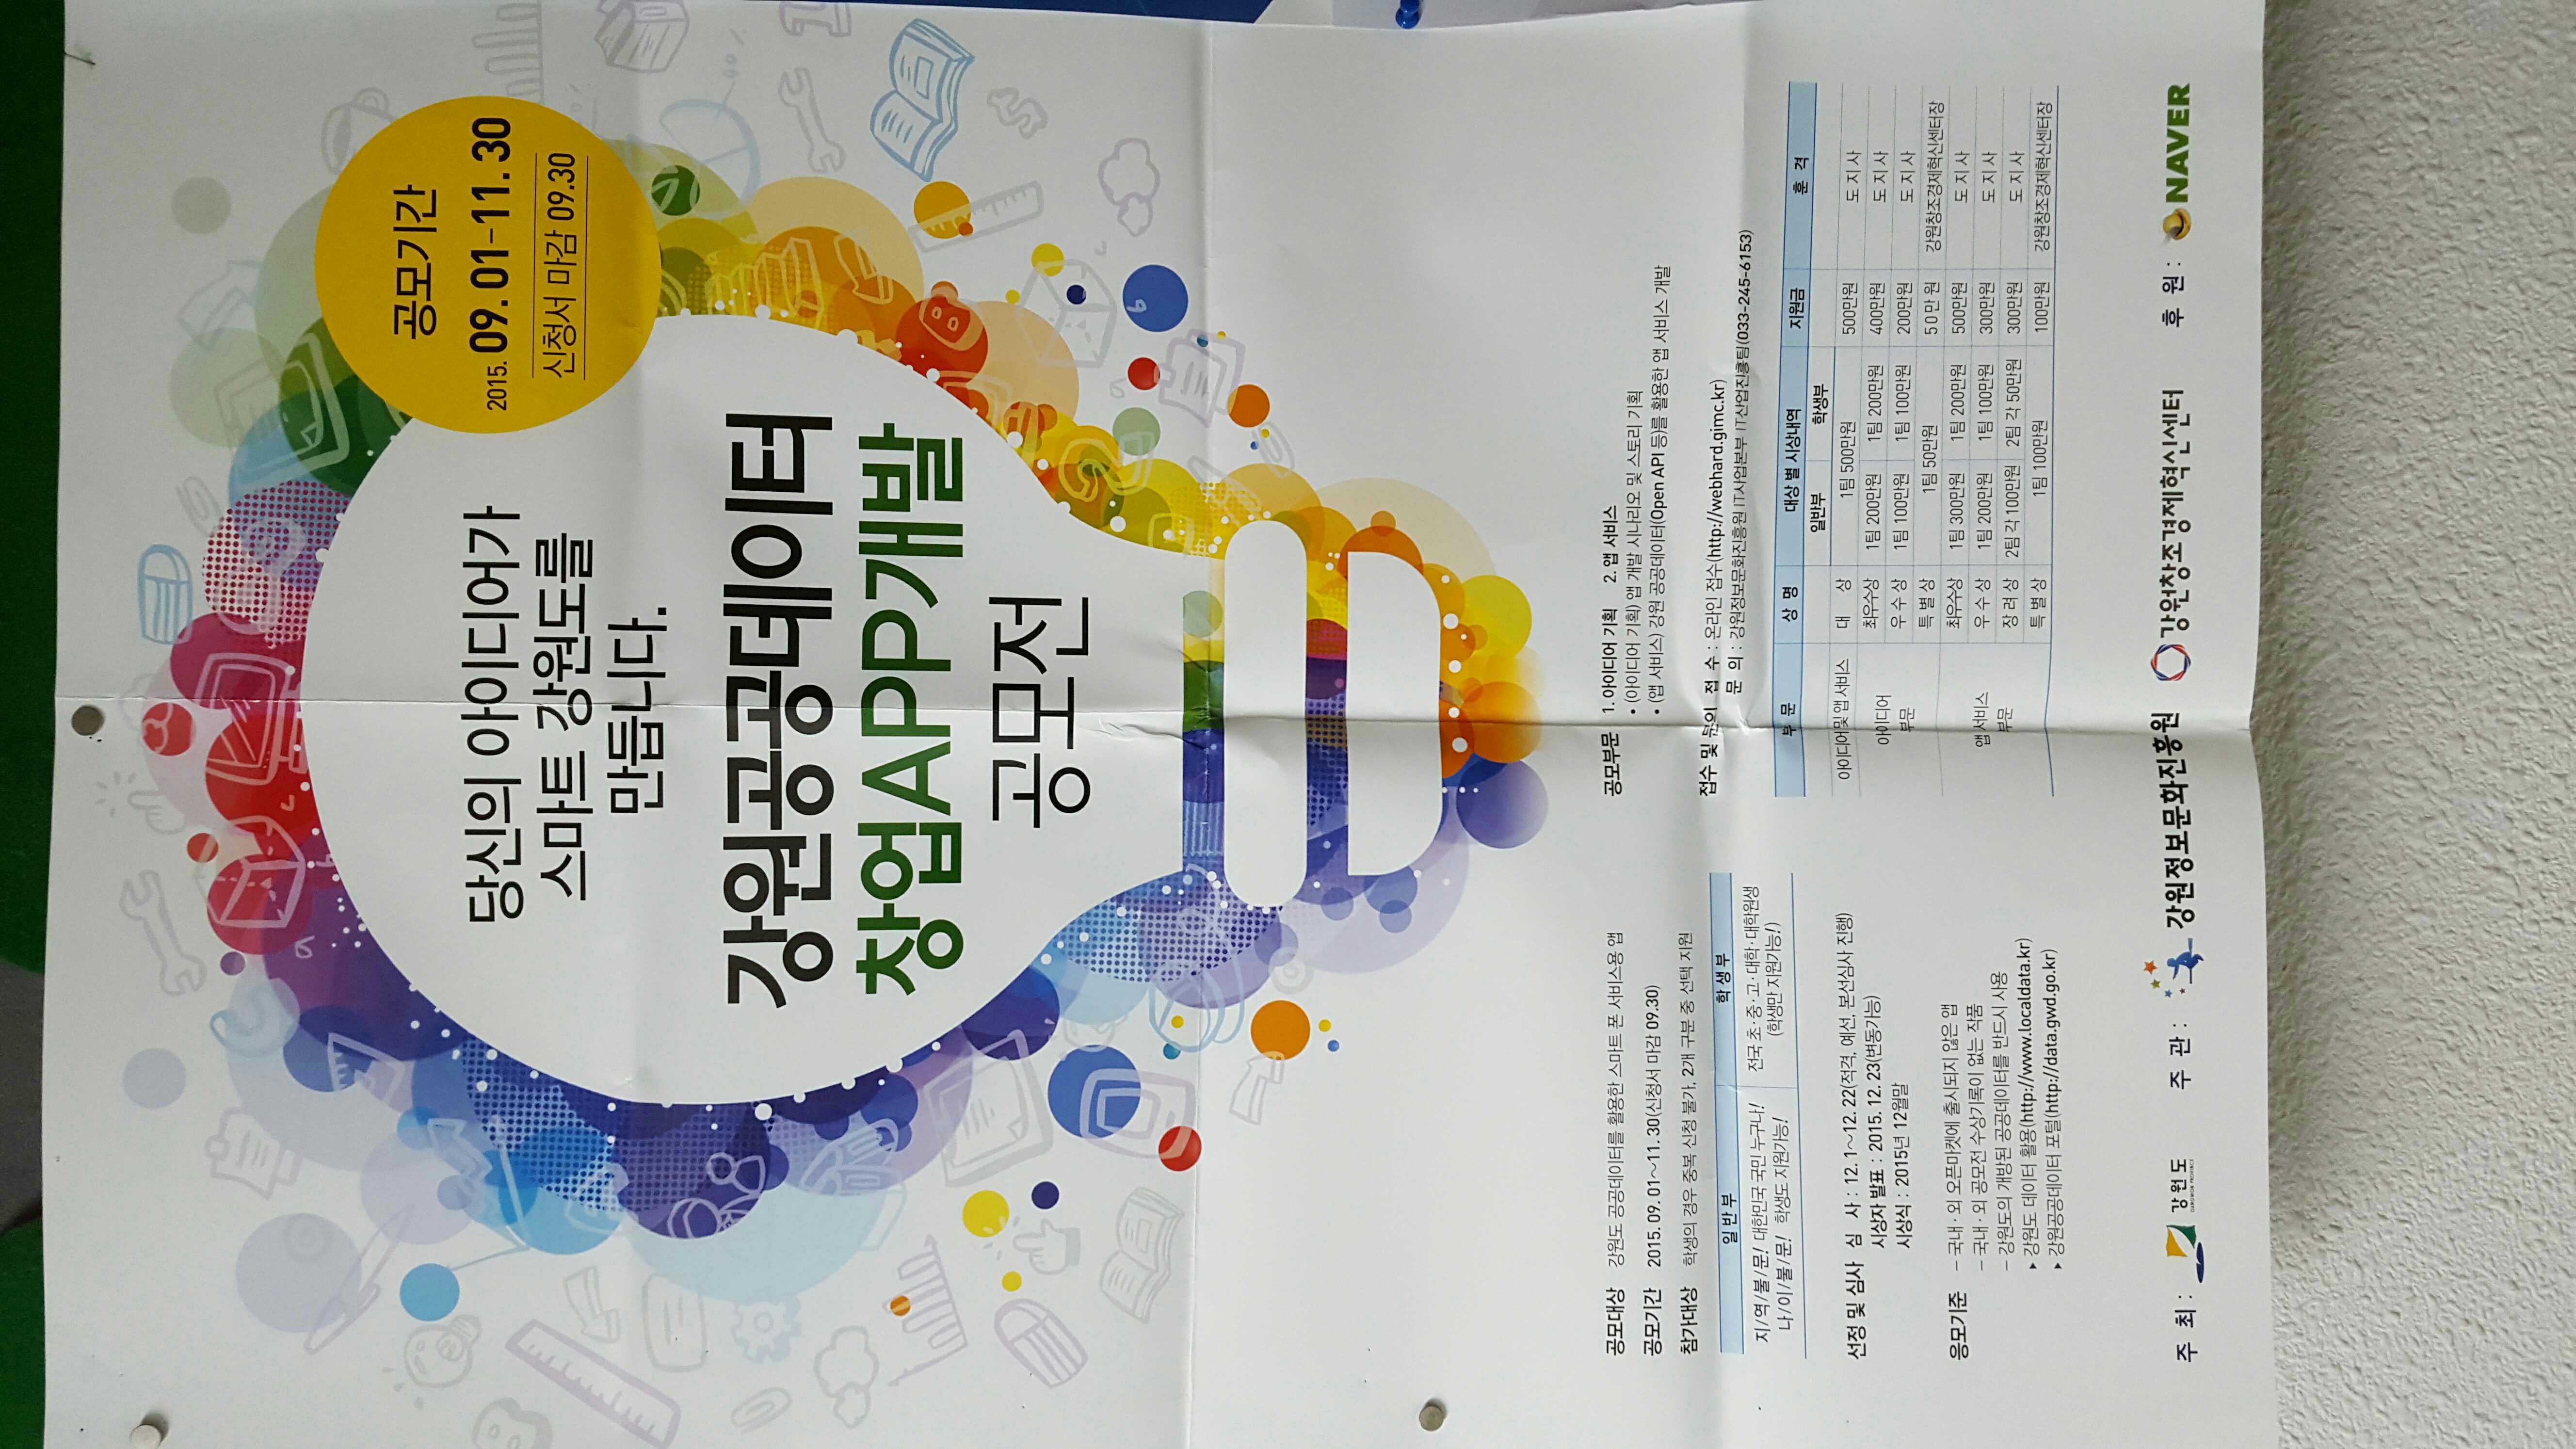 공모기간
2015. 09. 01-11. 30
신청서 마감 09.30
당신의 아이디어가
스마트 강원도를
만듭니다.
강원공공데이터
창업APP개발
공모전
공모대상 강원도 공공데이터를 활용한 스마트 폰 서비스용 앱
공모기간 2015. 09. 01~11. 30(신청서 마감 09.30)
참가대상 학생의 경우 중복 신청 불가, 2개 구분 중 선택 지원
일반부 학생부
지/역/불/문! 대한민국 국민 누구나! 전국 초·중·고·대학·대학원생
나/이/불/문! 학생도 지원가능! (학생만 지원가능!)
선정 및 심사 심 사 : 12. 1~12. 22(적격, 예선, 본선심사 진행)
시상자 발표 : 2015. 12. 23(변동가능)
시상식 : 2015년 12월말
응모기준 – 국내·외 오픈마켓에 출시되지 않은 앱
– 국내·외 공모전 수상기록이 없는 작품
– 강원도의 개방된 공공데이터를 반드시 사용
▸ 강원도 데이터 활용(http://www.localdata.kr)
▸ 강원공공데이터 포털(http://data.gwd.go.kr)
공모부문 1. 아이디어 기획 2. 앱 서비스
• (아이디어 기획) 앱 개발 시나리오 및 스토리 기획
• (앱 서비스) 강원 공공데이터(Open API 등)를 활용한 앱 서비스 개발
접수 및 문의 접 수 : 온라인 접수(http://webhard.gimc.kr)
문 의 : 강원정보문화진흥원 IT사업본부 IT산업진흥팀(033-245-6153)
부 문 상 명 대상 별 시상내역 지원금 훈 격
일반부 학생부
아이디어 및 앱 서비스 대 상 1팀 500만원 500만원 도 지 사
아이디어 부문 최우수상 1팀 200만원 1팀 200만원 400만원 도 지 사
우 수 상 1팀 100만원 1팀 100만원 200만원 도 지 사
특 별 상 1팀 50만원 50 만 원 강원창조경제혁신센터장
앱 서비스 부문 최우수상 1팀 300만원 1팀 200만원 500만원 도 지 사
우 수 상 1팀 200만원 1팀 100만원 300만원 도 지 사
장 려 상 2팀 각 100만원 2팀 각 50만원 300만원 도 지 사
특 별 상 1팀 100만원 100만원 강원창조경제혁신센터장
주 최 : 강원도 주 관 : 강원정보문화진흥원 강원창조경제혁신센터 후 원 : NAVER